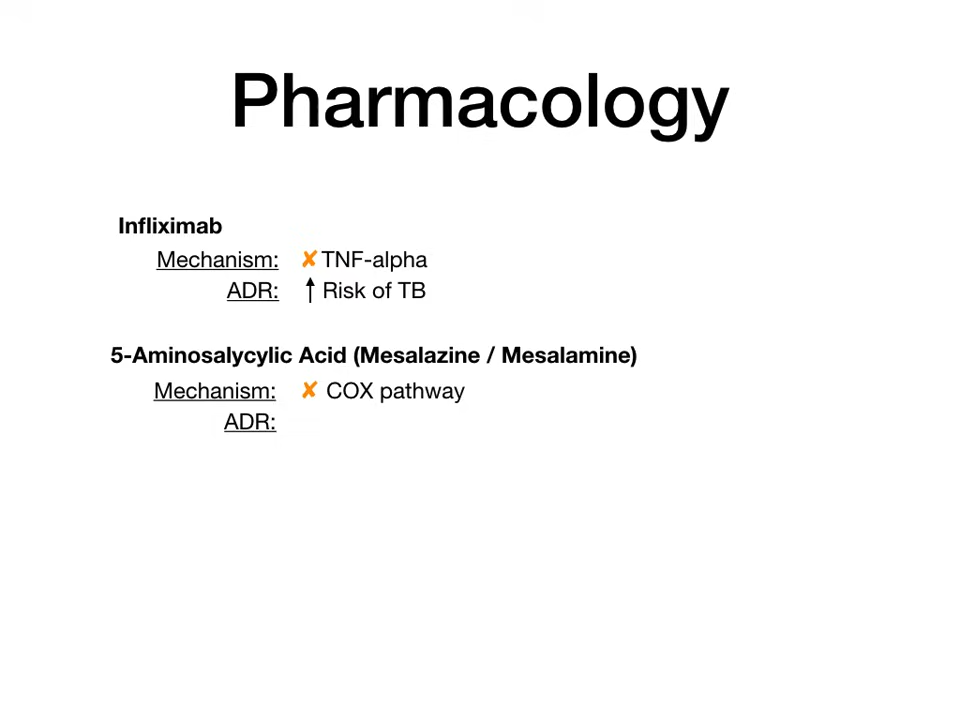 Pharmacology
Infliximab
Mechanism: ✘ TNF-alpha
ADR: ↑ Risk of TB
5-Aminosalycylic Acid (Mesalazine / Mesalamine)
Mechanism: ✘ COX pathway
ADR: